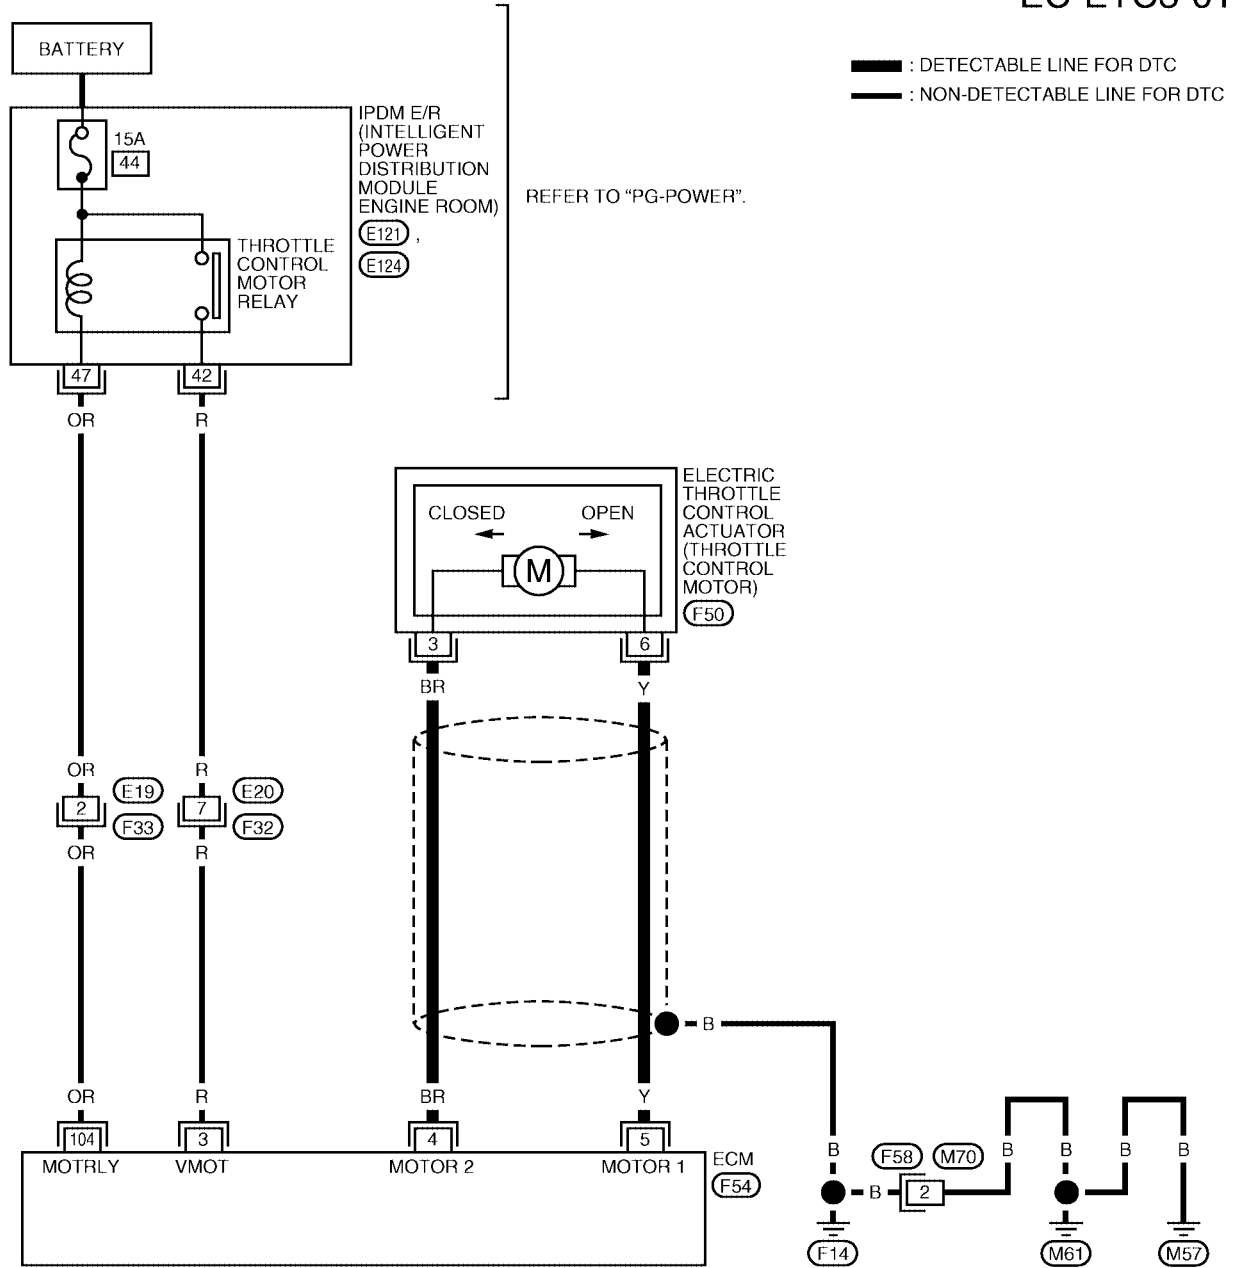 BATTERY
: DETECTABLE LINE FOR DTC
: NON-DETECTABLE LINE FOR DTC
15A
44
IPDM E/R
(INTELLIGENT
POWER
DISTRIBUTION
MODULE
ENGINE ROOM)
E121 ,
E124
REFER TO “PG-POWER”.
THROTTLE
CONTROL
MOTOR
RELAY
47
42
OR
R
ELECTRIC
THROTTLE
CONTROL
ACTUATOR
(THROTTLE
CONTROL
MOTOR)
F50
CLOSED
OPEN
M
3
6
BR
Y
OR
R
2
E19
F33
7
E20
F32
OR
R
B
OR
R
BR
Y
104
3
4
5
MOTRLY
VMOT
MOTOR 2
MOTOR 1
ECM
F54
B
F58
M70
B
B
B
B
B
2
F14
M61
M57